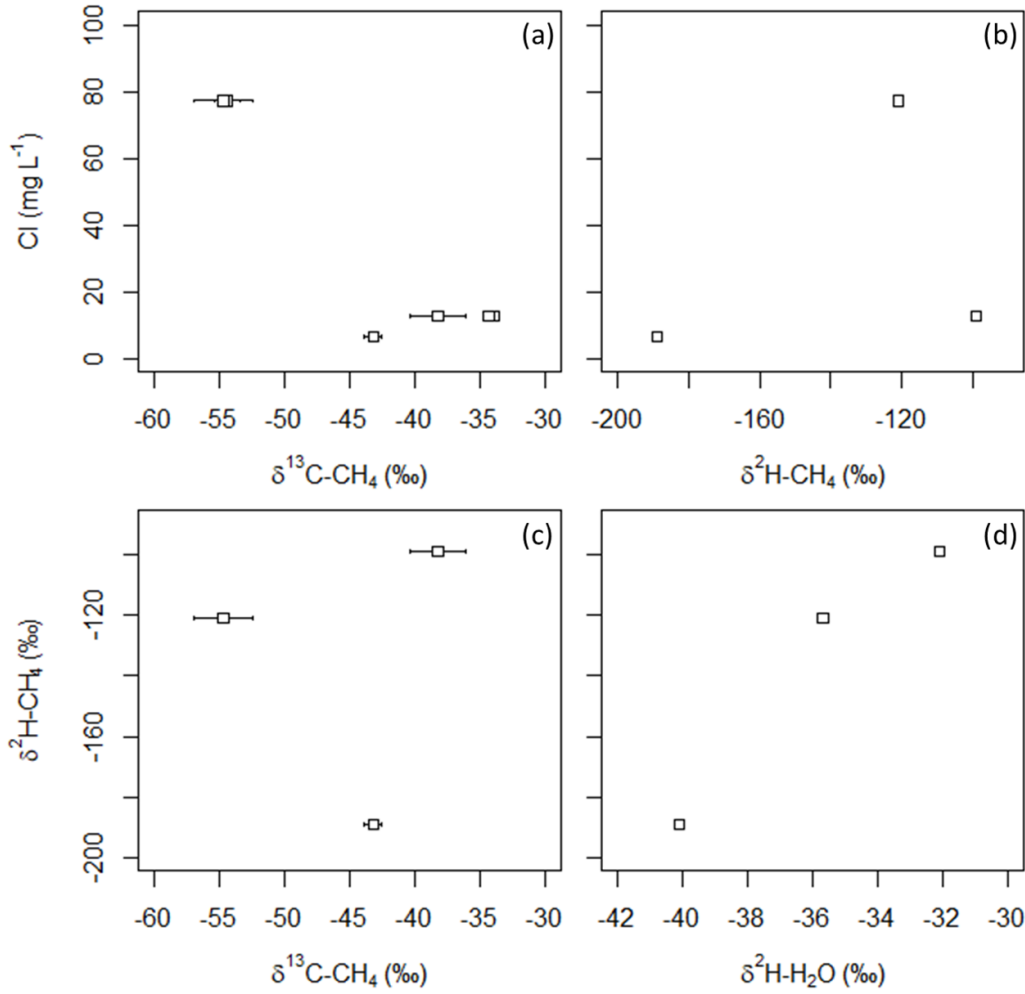 (a)
100
80
60
40
20
0
Cl (mg L⁻¹)
-60 -55 -50 -45 -40 -35 -30
δ¹³C-CH₄ (‰)
(b)
-200 -160 -120
δ²H-CH₄ (‰)
(c)
-120
-160
-200
δ²H-CH₄ (‰)
-60 -55 -50 -45 -40 -35 -30
δ¹³C-CH₄ (‰)
(d)
-42 -40 -38 -36 -34 -32 -30
δ²H-H₂O (‰)